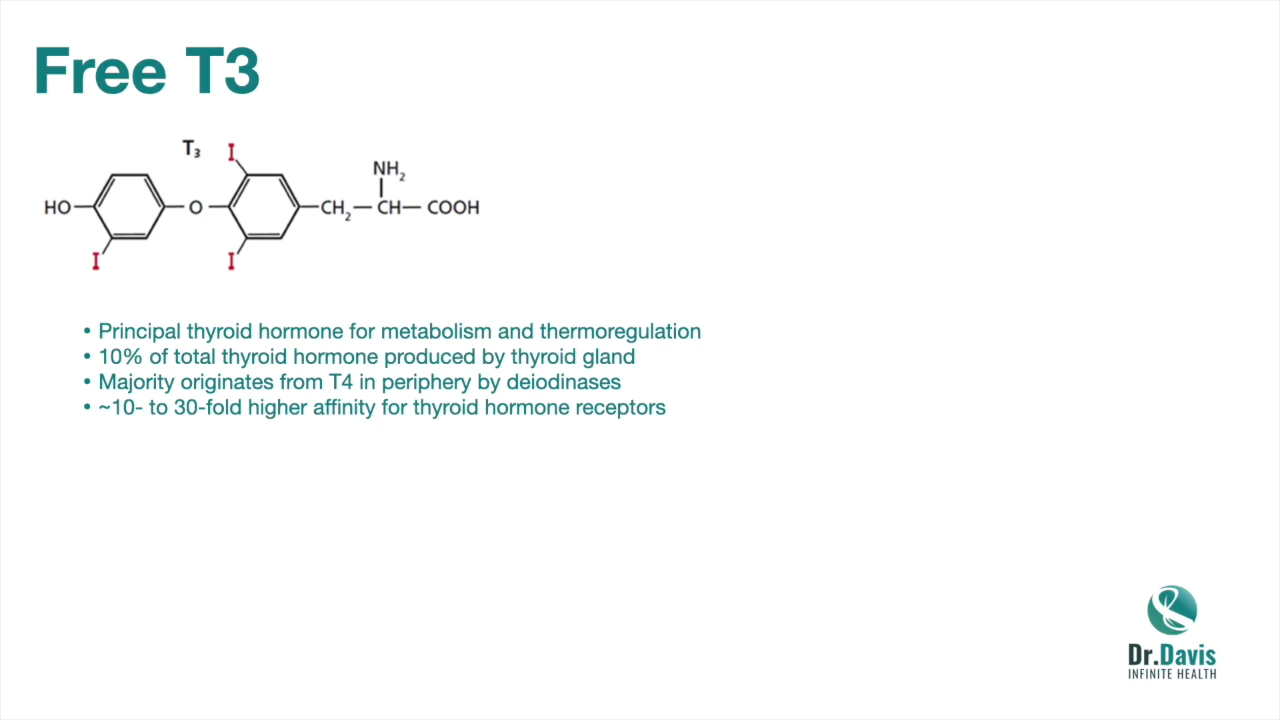 Free T3
T₃ I
NH₂
HO O CH₂ CH COOH
I I
• Principal thyroid hormone for metabolism and thermoregulation
• 10% of total thyroid hormone produced by thyroid gland
• Majority originates from T4 in periphery by deiodinases
• ~10- to 30-fold higher affinity for thyroid hormone receptors
Dr.Davis
INFINITE HEALTH